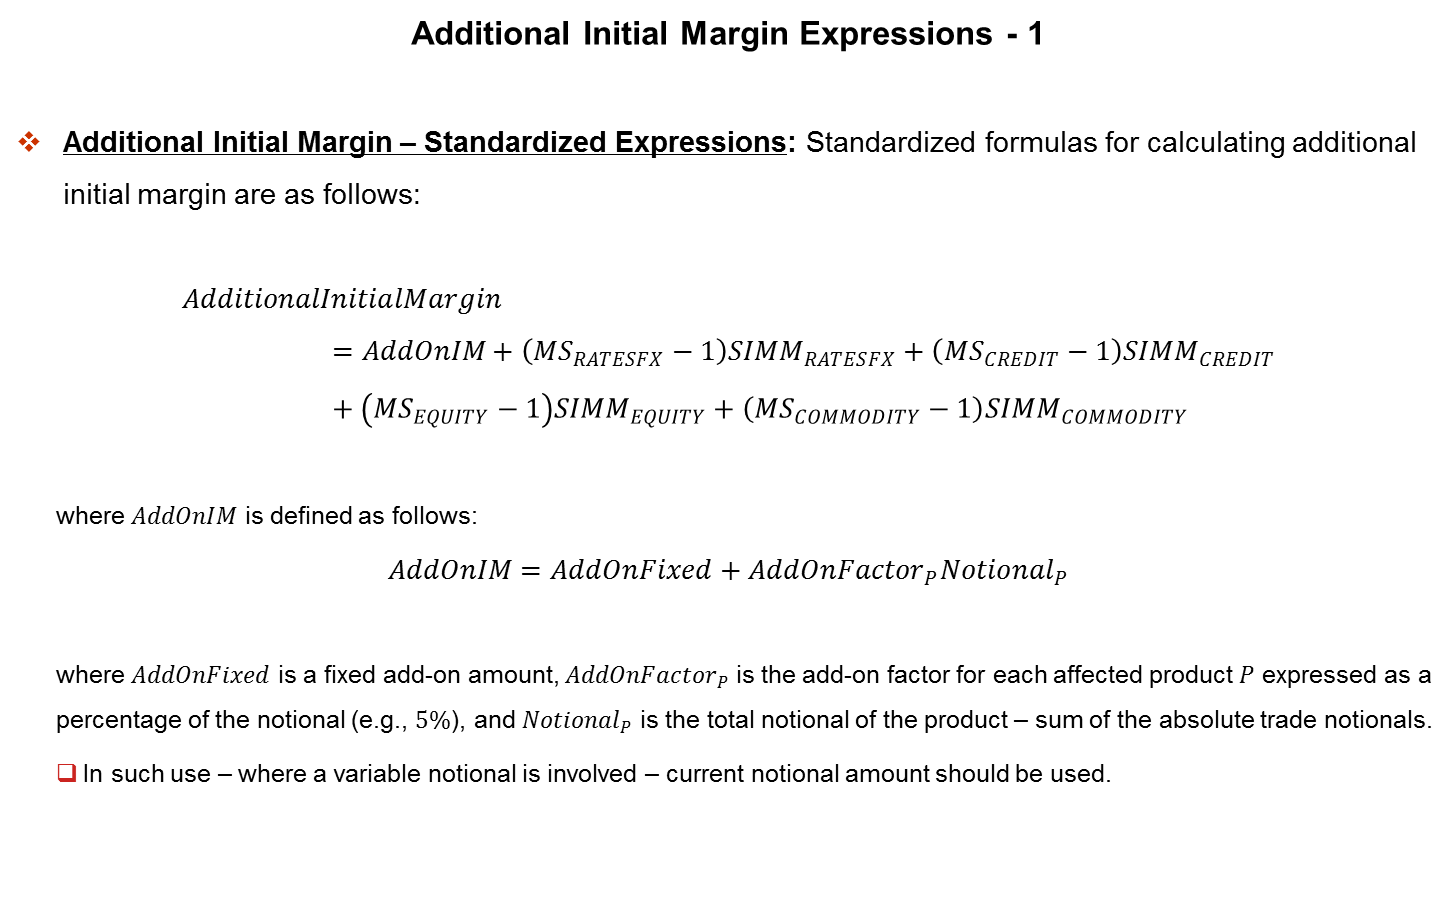 Additional Initial Margin Expressions - 1
❖ Additional Initial Margin – Standardized Expressions: Standardized formulas for calculating additional
initial margin are as follows:
AdditionalInitialMargin
= AddOnIM + (MS_RATESFX − 1)SIMM_RATESFX + (MS_CREDIT − 1)SIMM_CREDIT
+ (MS_EQUITY − 1)SIMM_EQUITY + (MS_COMMODITY − 1)SIMM_COMMODITY
where AddOnIM is defined as follows:
AddOnIM = AddOnFixed + AddOnFactor_P Notional_P
where AddOnFixed is a fixed add-on amount, AddOnFactor_P is the add-on factor for each affected product P expressed as a
percentage of the notional (e.g., 5%), and Notional_P is the total notional of the product – sum of the absolute trade notionals.
❑ In such use – where a variable notional is involved – current notional amount should be used.